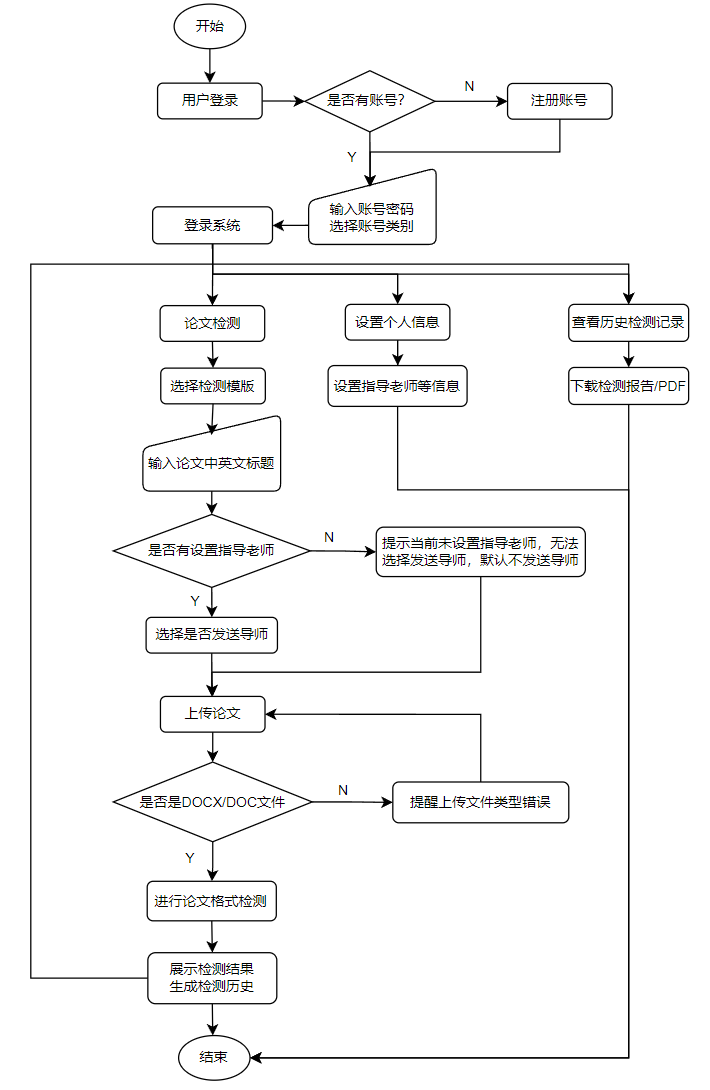 开始
用户登录
是否有账号？
N
注册账号
Y
输入账号密码
选择账号类别
登录系统
论文检测
设置个人信息
查看历史检测记录
选择检测模版
设置指导老师等信息
下载检测报告/PDF
输入论文中英文标题
是否有设置指导老师
N
提示当前未设置指导老师，无法
选择发送导师，默认不发送导师
Y
选择是否发送导师
上传论文
是否是DOCX/DOC文件
N
提醒上传文件类型错误
Y
进行论文格式检测
展示检测结果
生成检测历史
结束